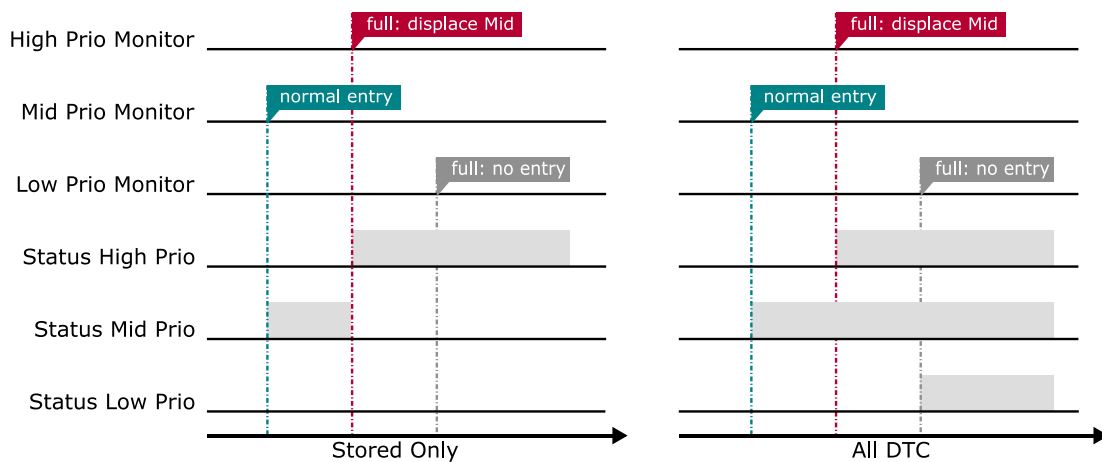 High Prio Monitor
full: displace Mid
full: displace Mid
Mid Prio Monitor
normal entry
normal entry
Low Prio Monitor
full: no entry
full: no entry
Status High Prio
Status Mid Prio
Status Low Prio
Stored Only
All DTC